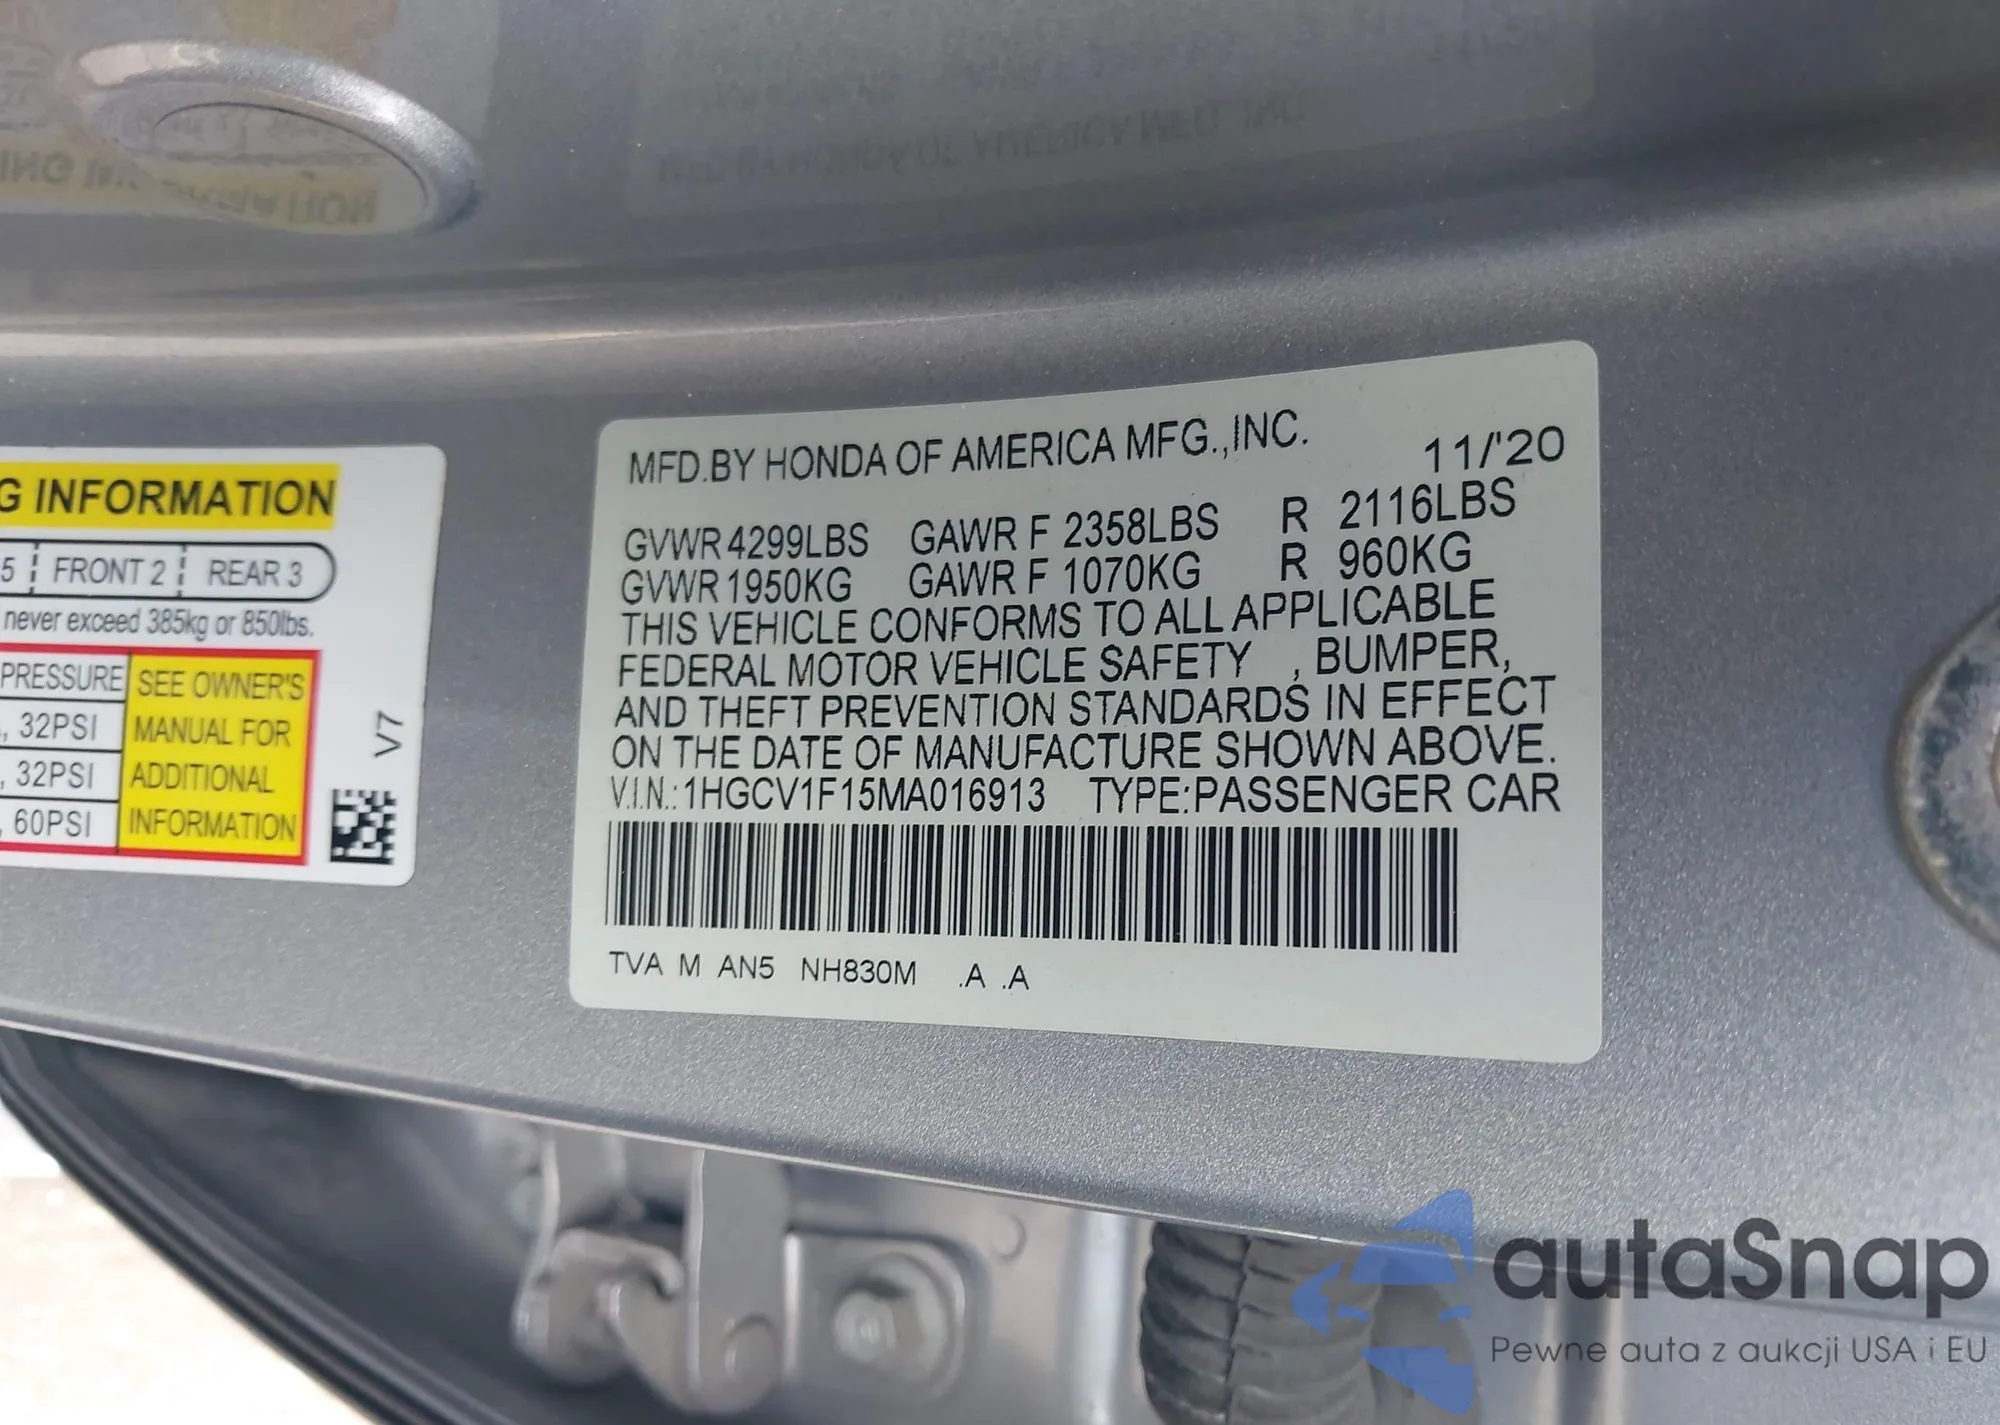 G INFORMATION
5 FRONT 2 REAR 3
never exceed 385kg or 850lbs.
PRESSURE
, 32PSI
, 32PSI
, 60PSI
SEE OWNER'S
MANUAL FOR
ADDITIONAL
INFORMATION
V7
MFD.BY HONDA OF AMERICA MFG.,INC. 11/'20
GVWR 4299LBS GAWR F 2358LBS R 2116LBS
GVWR 1950KG GAWR F 1070KG R 960KG
THIS VEHICLE CONFORMS TO ALL APPLICABLE
FEDERAL MOTOR VEHICLE SAFETY , BUMPER,
AND THEFT PREVENTION STANDARDS IN EFFECT
ON THE DATE OF MANUFACTURE SHOWN ABOVE.
V.I.N.: 1HGCV1F15MA016913 TYPE:PASSENGER CAR
TVA M AN5 NH830M .A .A
autaSnap
Pewne auta z aukcji USA i EU